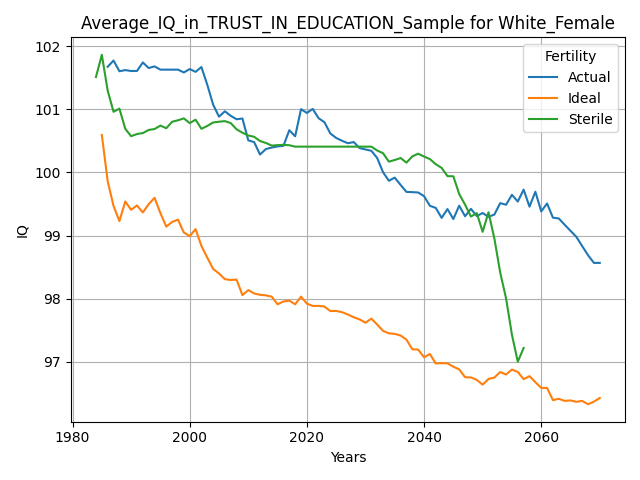 Average_IQ_in_TRUST_IN_EDUCATION_Sample for White_Female
102
101
100
99
98
97
IQ
Fertility
Actual
Ideal
Sterile
1980
2000
2020
2040
2060
Years